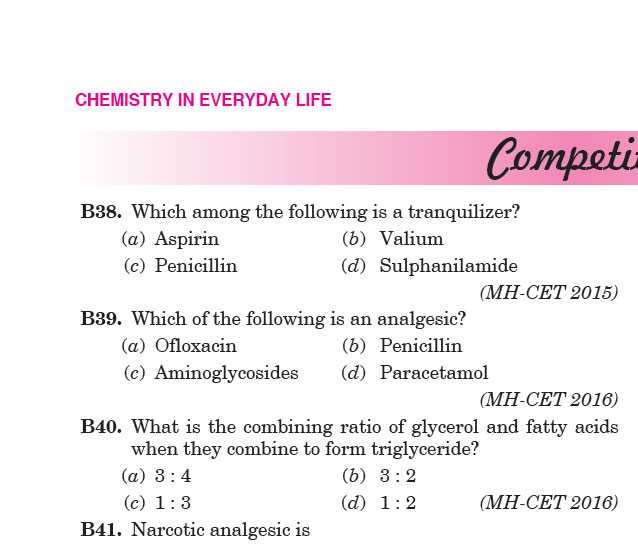 CHEMISTRY IN EVERYDAY LIFE
B38. Which among the following is a tranquilizer?
(a) Aspirin (b) Valium
(c) Penicillin (d) Sulphanilamide
(MH-CET 2015)
B39. Which of the following is an analgesic?
(a) Ofloxacin (b) Penicillin
(c) Aminoglycosides (d) Paracetamol
(MH-CET 2016)
B40. What is the combining ratio of glycerol and fatty acids
when they combine to form triglyceride?
(a) 3 : 4 (b) 3 : 2
(c) 1 : 3 (d) 1 : 2 (MH-CET 2016)
B41. Narcotic analgesic is